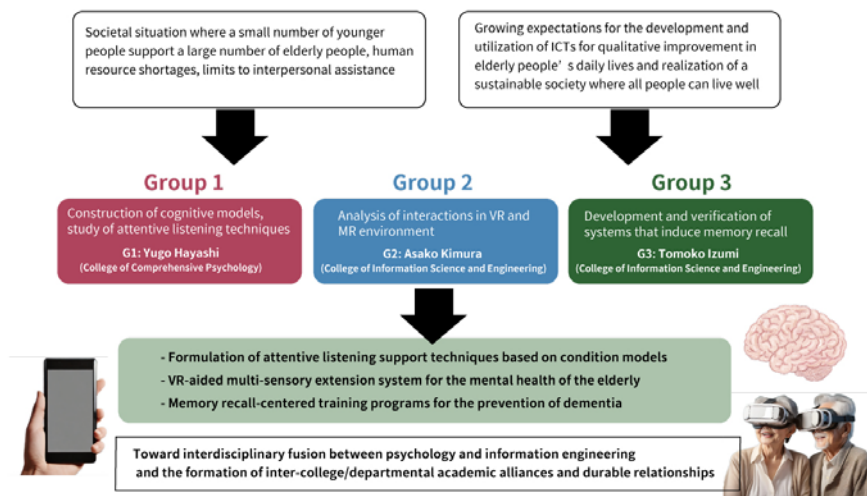 Societal situation where a small number of younger
people support a large number of elderly people, human
resource shortages, limits to interpersonal assistance
Growing expectations for the development and
utilization of ICTs for qualitative improvement in
elderly people’ s daily lives and realization of a
sustainable society where all people can live well
Group 1
Construction of cognitive models,
study of attentive listening techniques
G1: Yugo Hayashi
(College of Comprehensive Psychology)
Group 2
Analysis of interactions in VR and
MR environment
G2: Asako Kimura
(College of Information Science and Engineering)
Group 3
Development and verification of
systems that induce memory recall
G3: Tomoko Izumi
(College of Information Science and Engineering)
- Formulation of attentive listening support techniques based on condition models
- VR-aided multi-sensory extension system for the mental health of the elderly
- Memory recall-centered training programs for the prevention of dementia
Toward interdisciplinary fusion between psychology and information engineering
and the formation of inter-college/departmental academic alliances and durable relationships